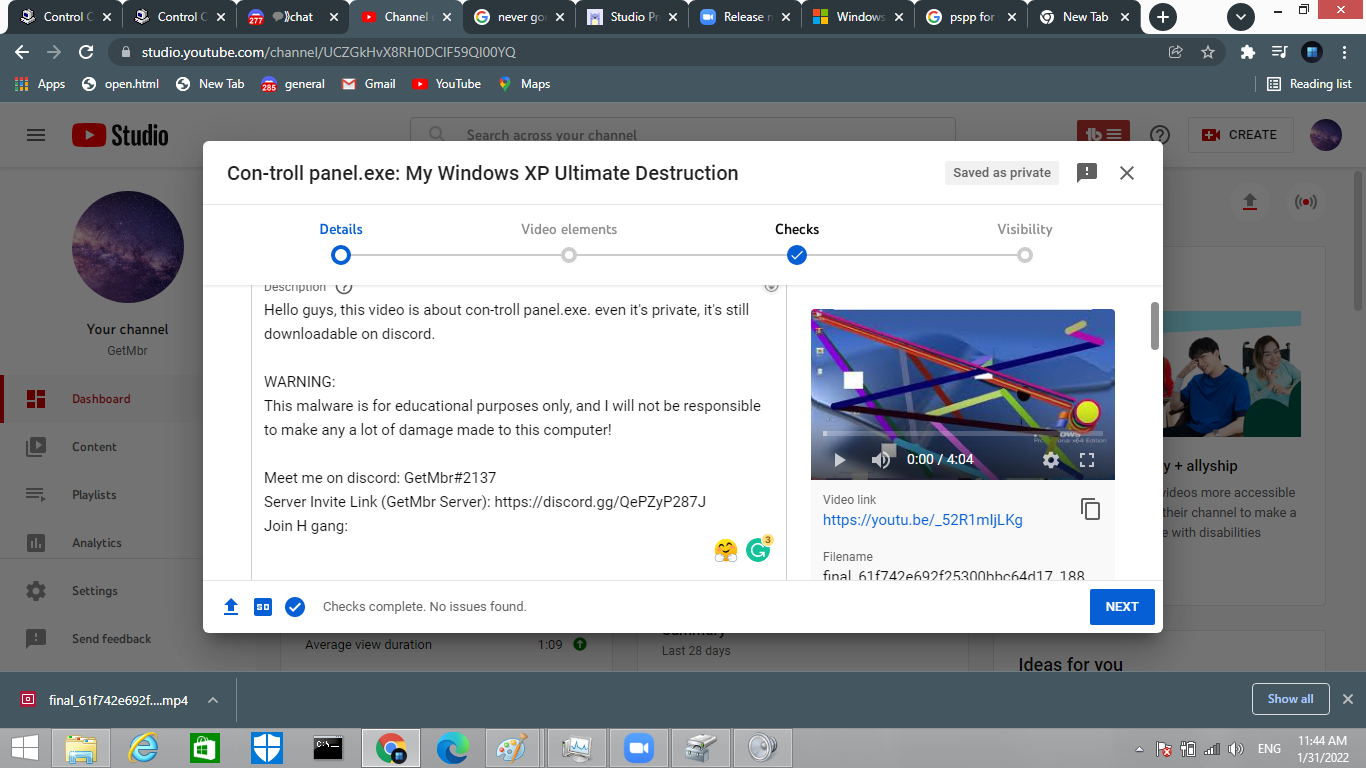 Control C
Control C
277 chat
Channel
never gon
Studio Pr
Release n
Windows
pspp for
New Tab
studio.youtube.com/channel/UCZGkHvX8RH0DClF59QJ00YQ
Apps
open.html
New Tab
285 general
Gmail
YouTube
Maps
Reading list
Studio
Search across your channel
CREATE
Con-troll panel.exe: My Windows XP Ultimate Destruction
Saved as private
Details
Video elements
Checks
Visibility
Your channel
GetMbr
Dashboard
Content
Playlists
Analytics
Settings
Send feedback
Description
Hello guys, this video is about con-troll panel.exe. even it's private, it's still
downloadable on discord.
WARNING:
This malware is for educational purposes only, and I will not be responsible
to make any a lot of damage made to this computer!
Meet me on discord: GetMbr#2137
Server Invite Link (GetMbr Server): https://discord.gg/QePZyP287J
Join H gang:
3
Professional x64 Edition
0:00 / 4:04
Video link
https://youtu.be/_52R1mIjLKg
Filename
final_61f742e692f25300bbc64d17_188
y + allyship
videos more accessible
their channel to make a
e with disabilities
SD
Checks complete. No issues found.
NEXT
Average view duration
1:09
Summary
Last 28 days
Ideas for you
final_61f742e692f....mp4
Show all
ENG
11:44 AM
1/31/2022